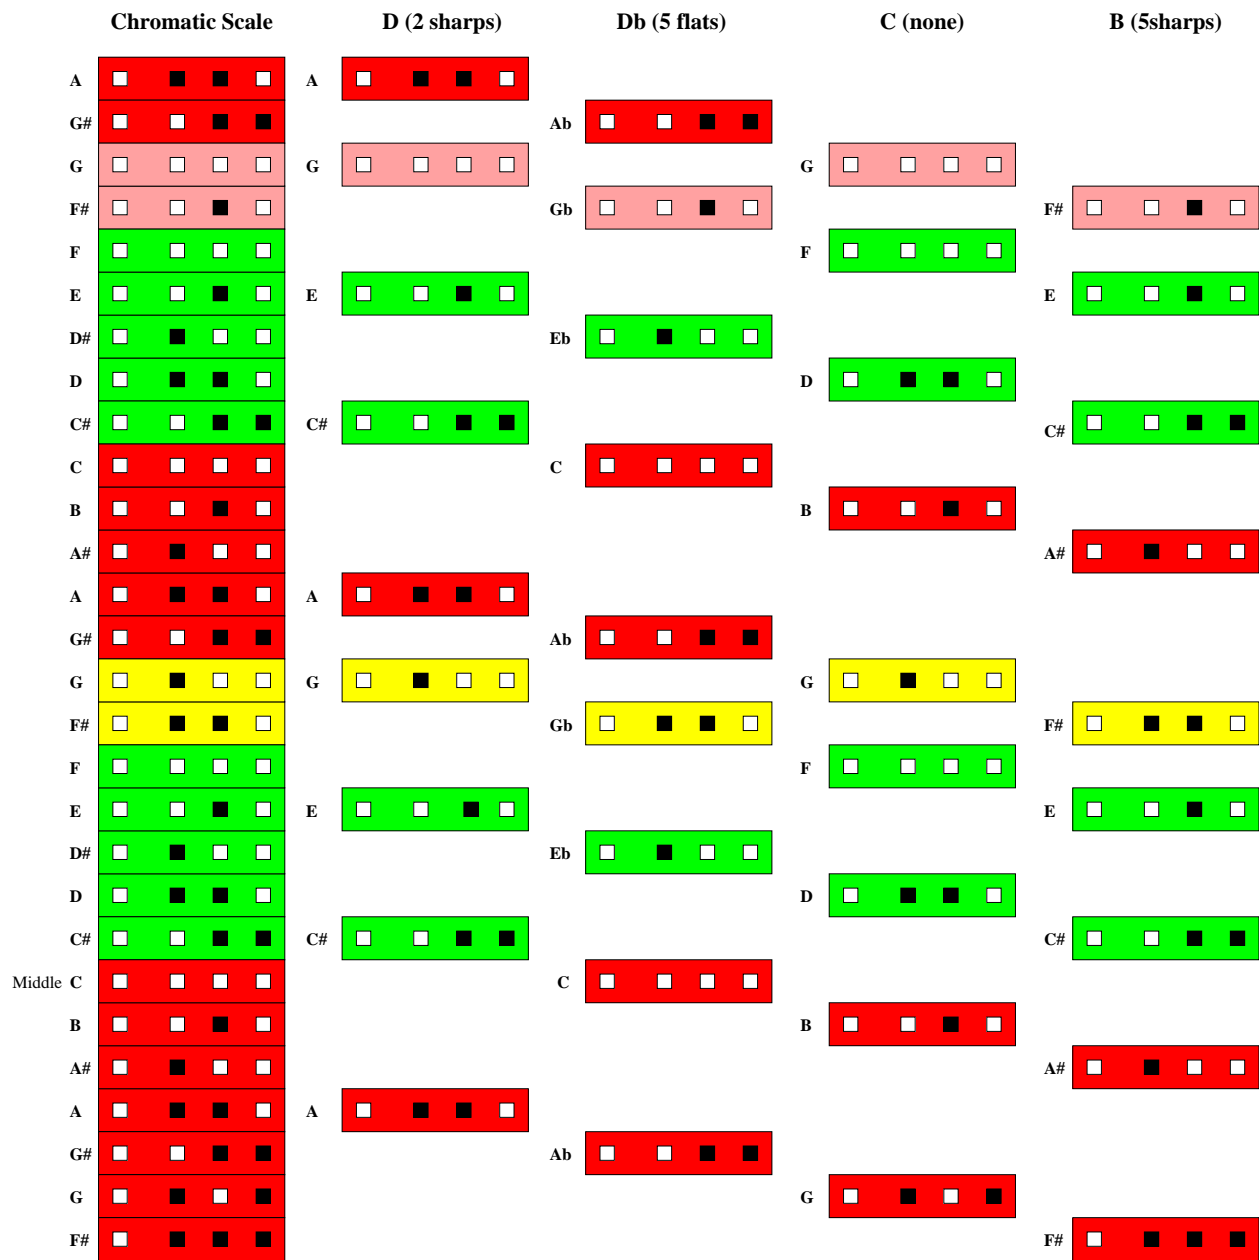 Chromatic Scale D (2 sharps) Db (5 flats) C (none) B (5sharps)
A A
G# Ab
G G G
F# Gb F#
F F
E E E
D# Eb
D D
C# C# C#
C C
B B
A# A#
A A
G# Ab
G G G
F# Gb F#
F F
E E E
D# Eb
D D
C# C# C#
Middle C C
B B
A# A#
A A
G# Ab
G G
F# F#